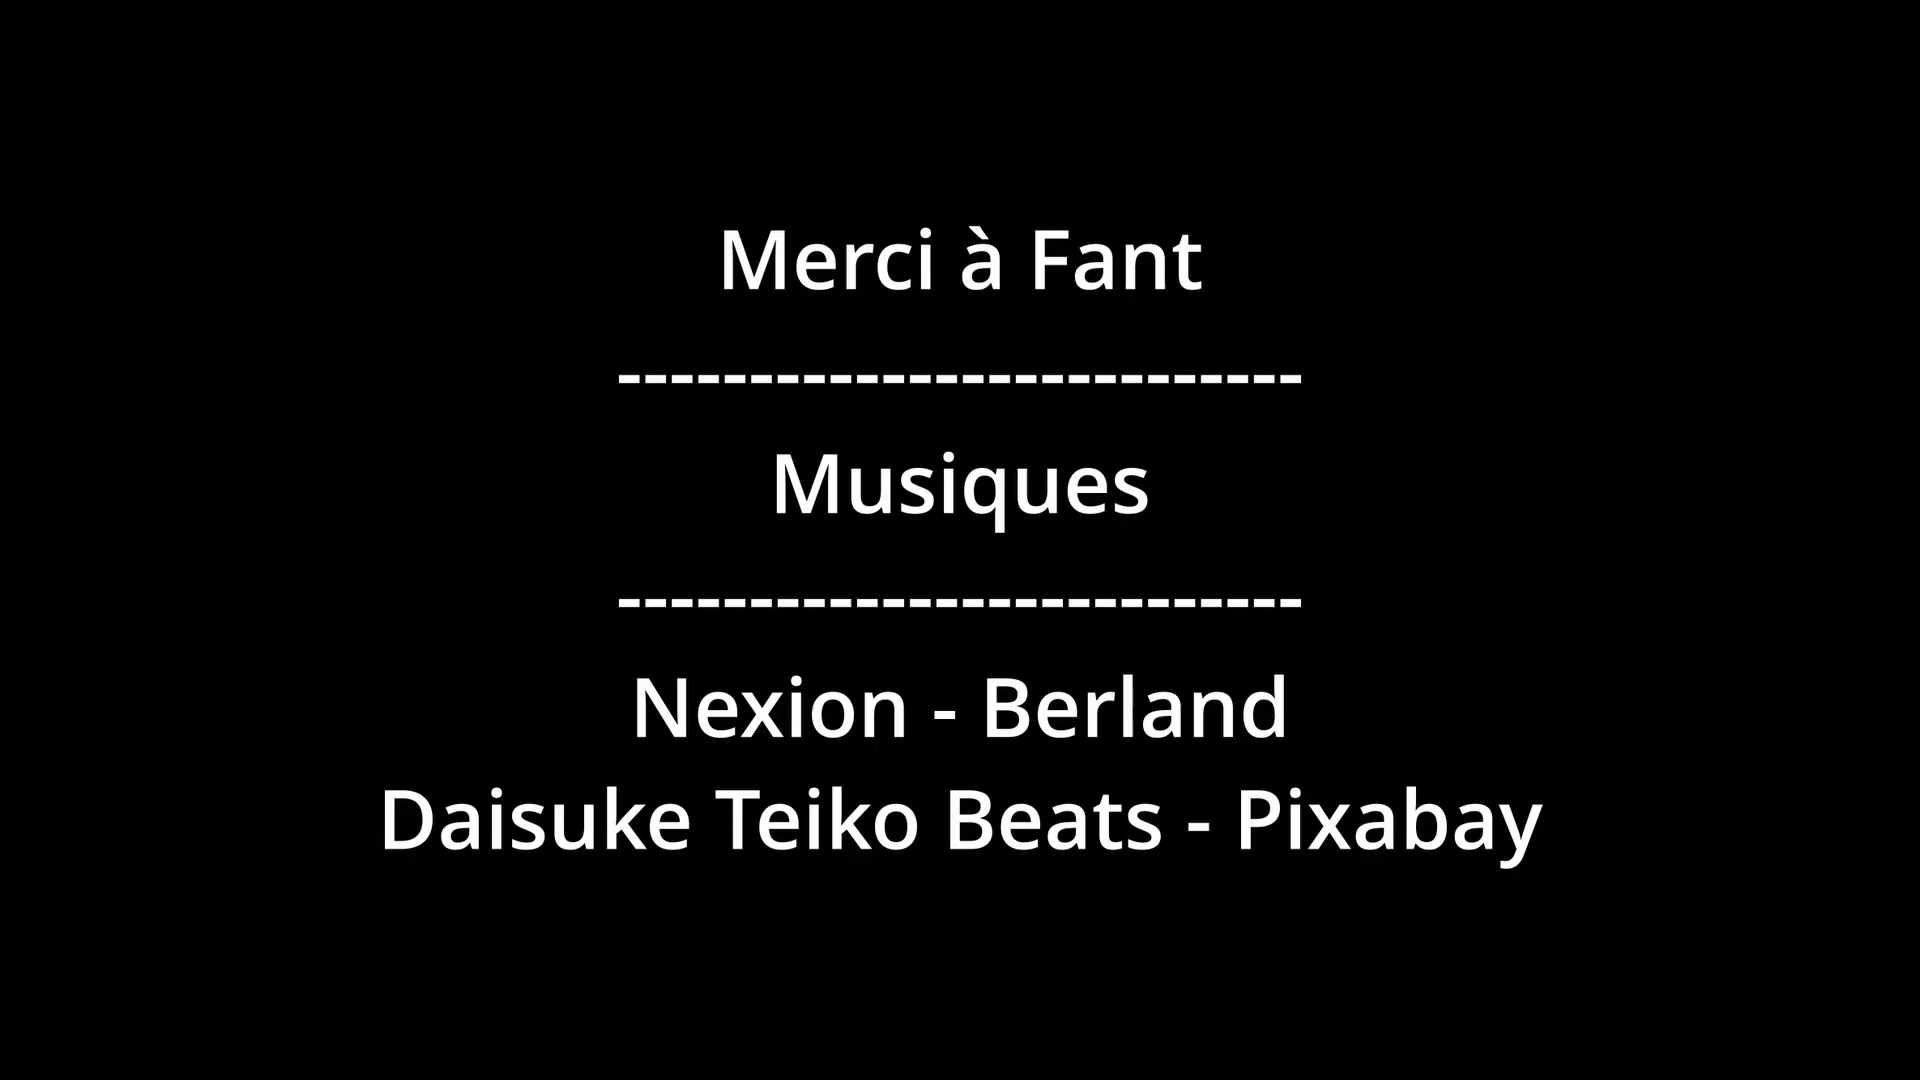 Merci à Fant
--------------------------
Musiques
--------------------------
Nexion - Berland
Daisuke Teiko Beats - Pixabay